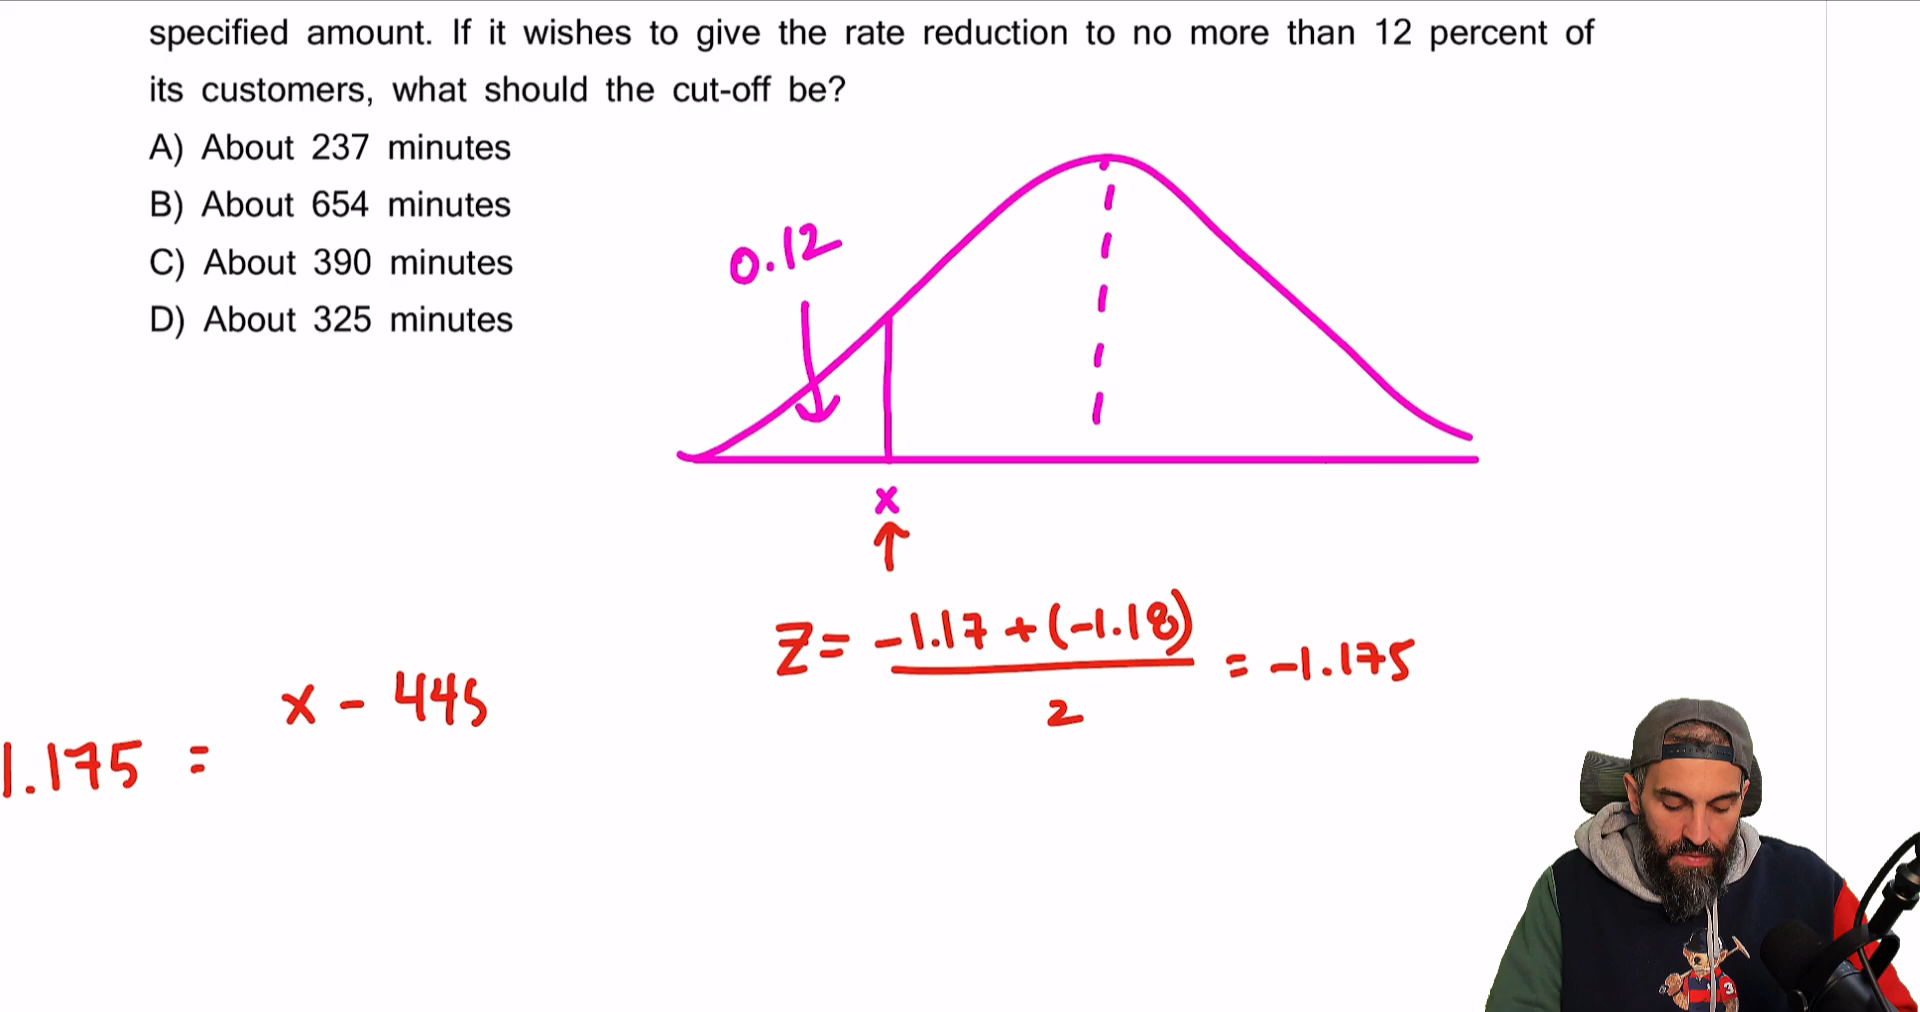 specified amount. If it wishes to give the rate reduction to no more than 12 percent of
its customers, what should the cut-off be?
A) About 237 minutes
B) About 654 minutes
C) About 390 minutes
D) About 325 minutes
0.12
x
z = -1.17 + (-1.18) / 2 = -1.175
x - 445
1.175 =
3